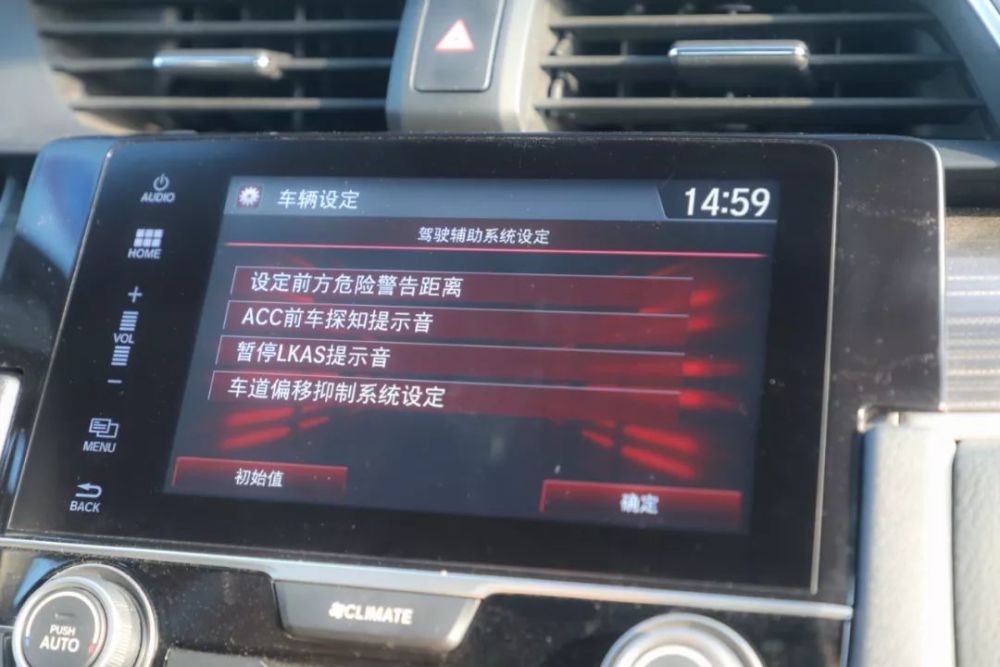 AUDIO
HOME
+
VOL
−
MENU
BACK
车辆设定
14:59
驾驶辅助系统设定
设定前方危险警告距离
ACC前车探知提示音
暂停LKAS提示音
车道偏移抑制系统设定
初始值
确定
CLIMATE
PUSH
AUTO